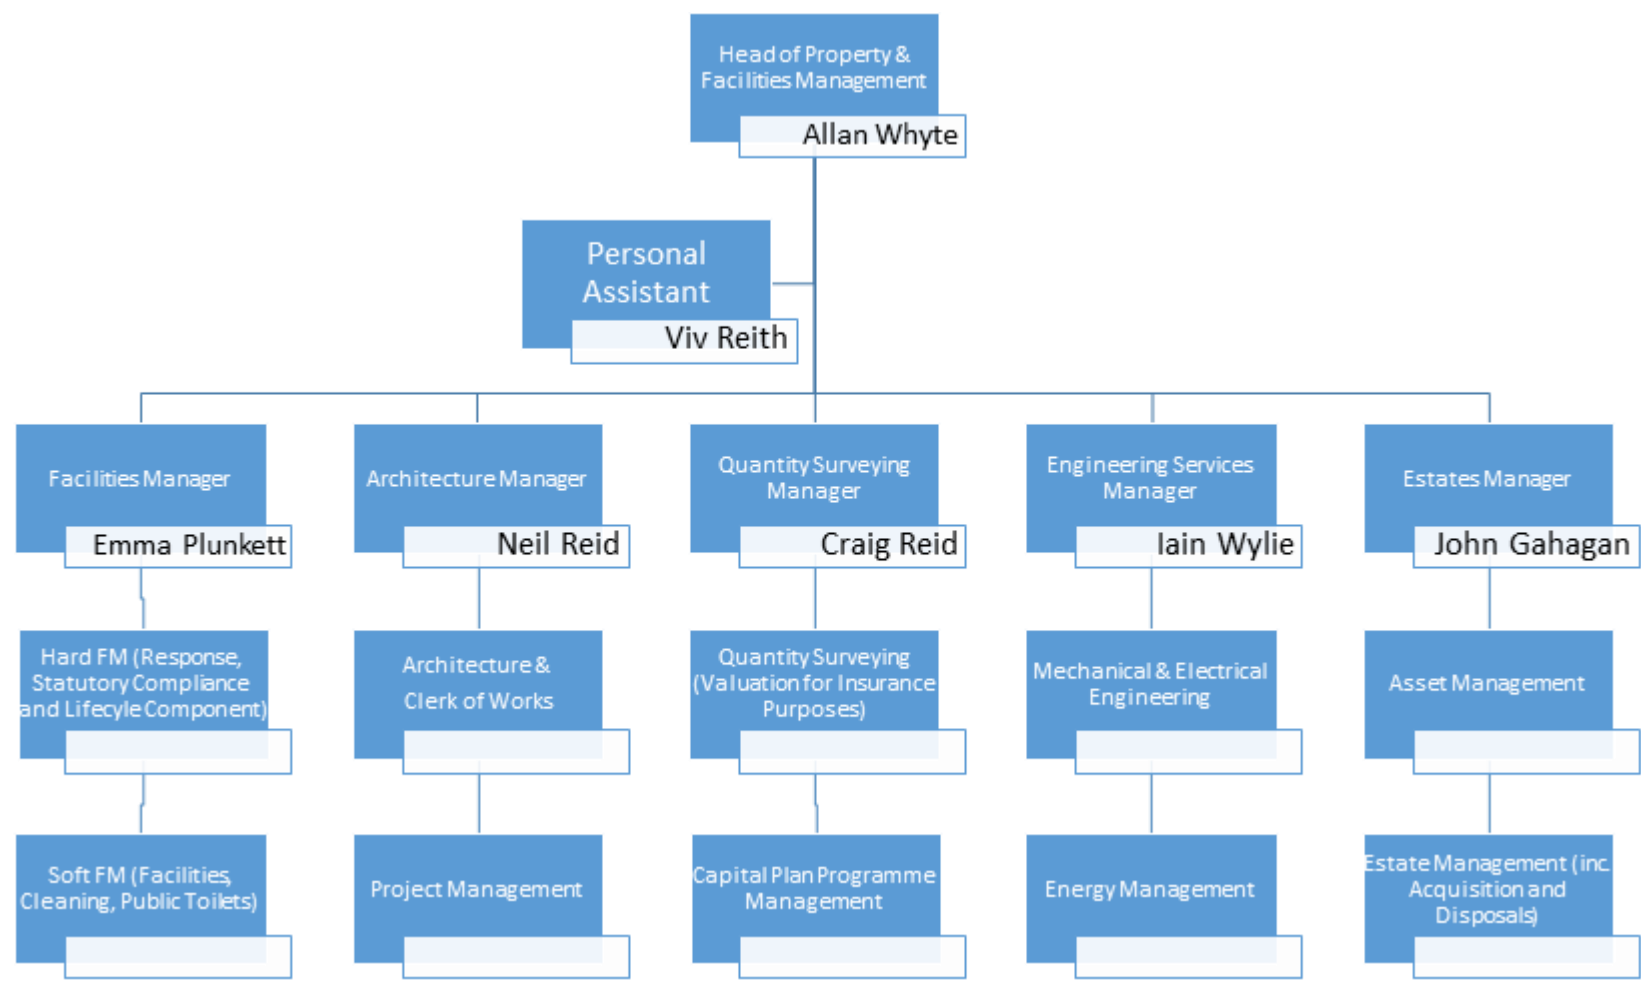 Head of Property &
Facilities Management
Allan Whyte
Personal
Assistant
Viv Reith
Facilities Manager
Emma Plunkett
Architecture Manager
Neil Reid
Quantity Surveying
Manager
Craig Reid
Engineering Services
Manager
Iain Wylie
Estates Manager
John Gahagan
Hard FM (Response,
Statutory Compliance
and Lifecyle Component)
Architecture &
Clerk of Works
Quantity Surveying
(Valuation for Insurance
Purposes)
Mechanical & Electrical
Engineering
Asset Management
Soft FM (Facilities,
Cleaning, Public Toilets)
Project Management
Capital Plan Programme
Management
Energy Management
Estate Management (inc.
Acquisition and
Disposals)